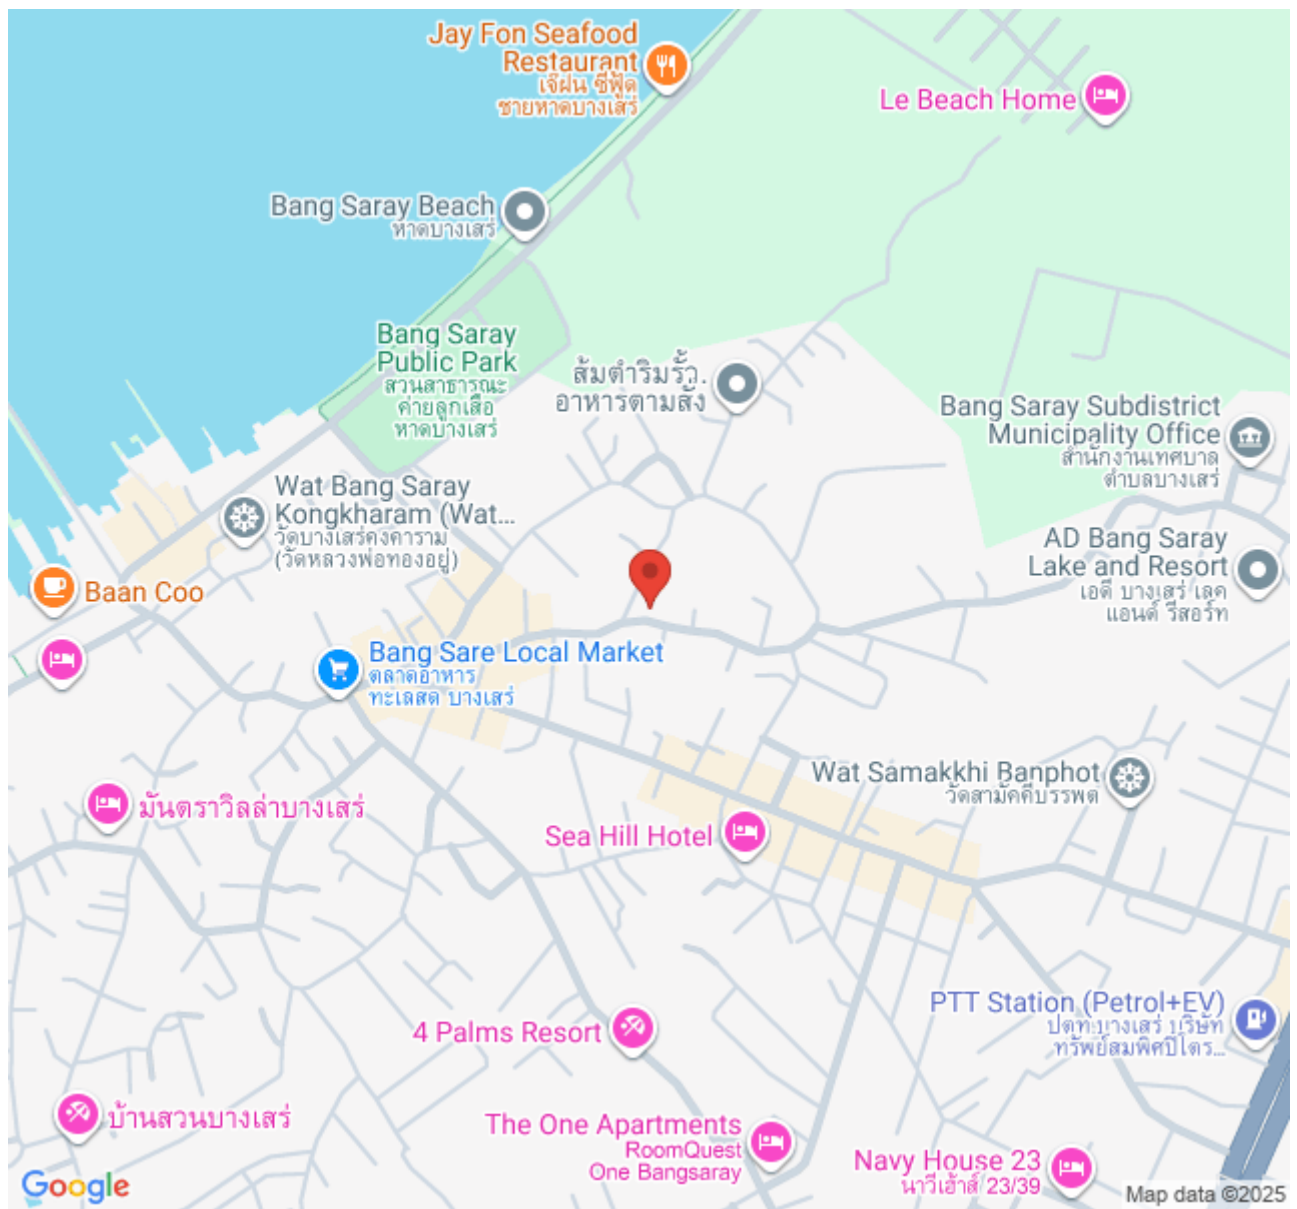 Jay Fon Seafood
Restaurant
เจ๊ฝน ซีฟู้ด
ชายหาดบางเสร่
Le Beach Home
Bang Saray Beach
หาดบางเสร่
Bang Saray
Public Park
สวนสาธารณะ
ค่ายลูกเสือ
หาดบางเสร่
ส้มตำริมรั้ว.
อาหารตามสั่ง
Bang Saray Subdistrict
Municipality Office
สำนักงานเทศบาล
ตำบลบางเสร่
Wat Bang Saray
Kongkharam (Wat...
วัดบางเสร่คงคาราม
(วัดหลวงพ่อทองอยู่)
AD Bang Saray
Lake and Resort
เอดี บางเสร่ เลค
แอนด์ รีสอร์ท
Baan Coo
Bang Sare Local Market
ตลาดอาหาร
ทะเลสด บางเสร่
Wat Samakkhi Banphot
วัดสามัคคีบรรพต
มันตราวิลล่าบางเสร่
Sea Hill Hotel
PTT Station (Petrol+EV)
ปตท.บางเสร่ บริษัท
ทรัพย์สมพิศปิโตร...
4 Palms Resort
บ้านสวนบางเสร่
The One Apartments
RoomQuest
One Bangsaray
Navy House 23
นาวีเฮ้าส์ 23/39
Google
Map data ©2025